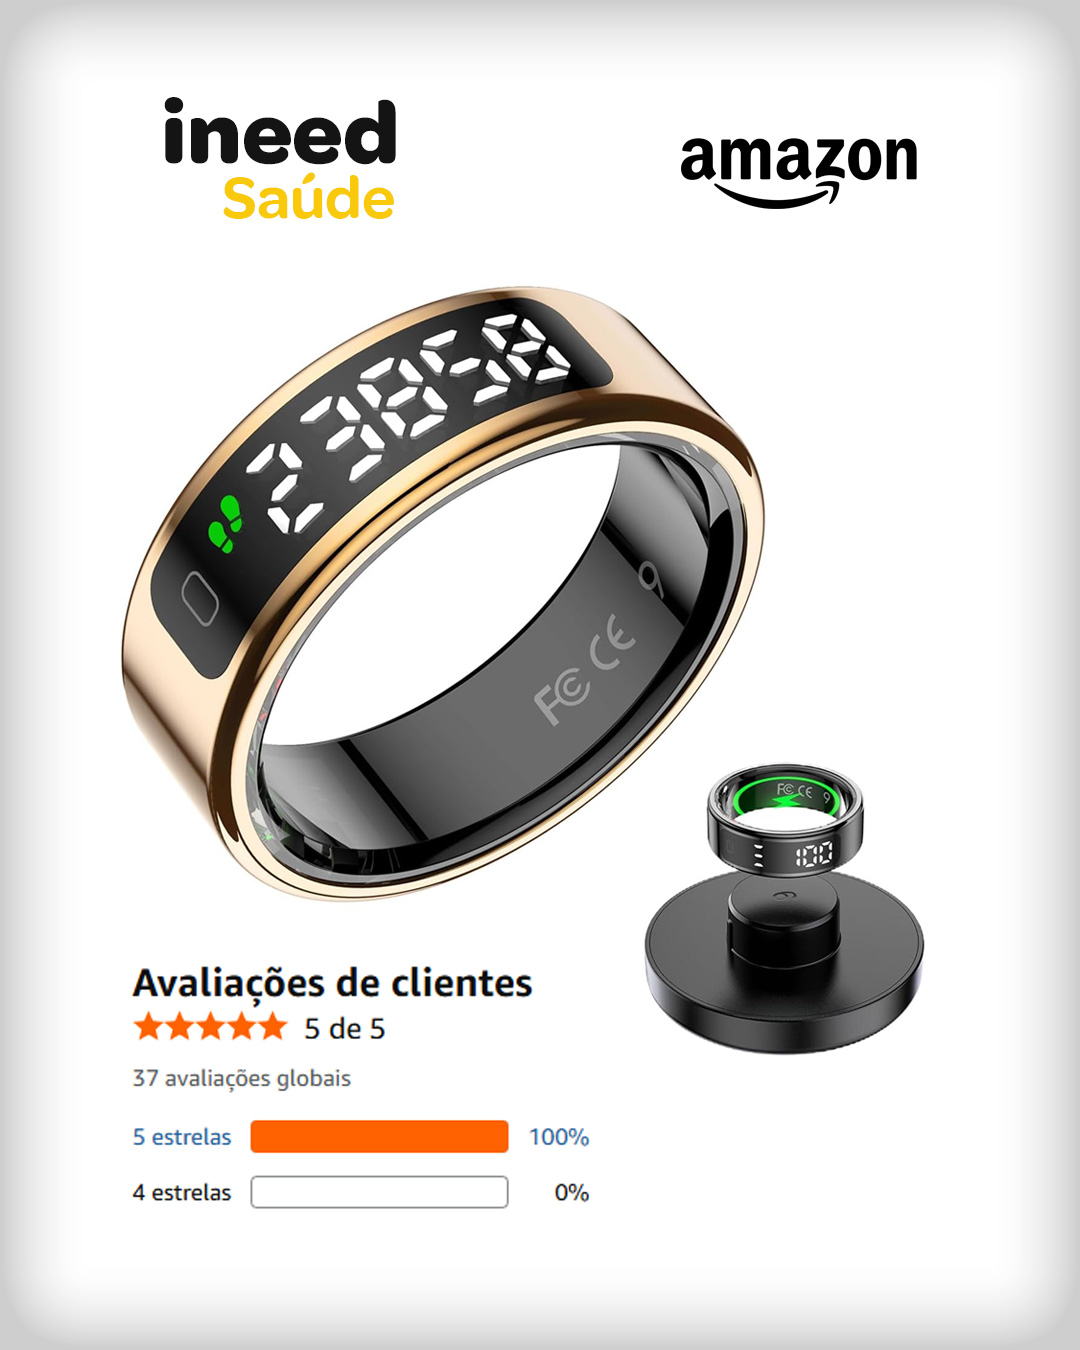 ineed
Saúde
amazon
23858
FC CE 9
FC CE 9
100
Avaliações de clientes
5 de 5
37 avaliações globais
5 estrelas 100%
4 estrelas 0%